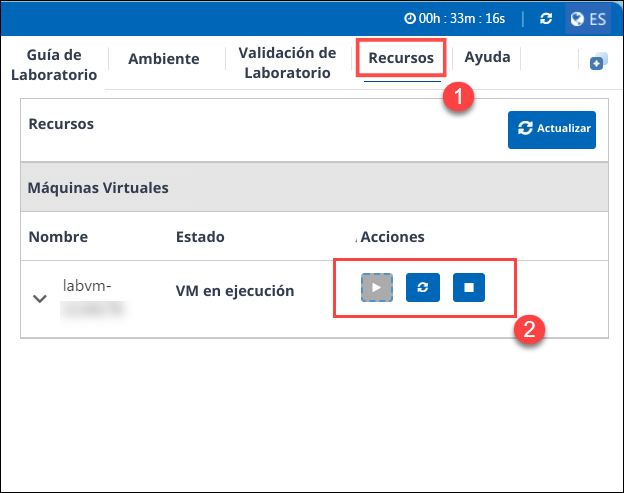 00h : 33m : 16s
ES
Guía de
Laboratorio
Ambiente
Validación de
Laboratorio
Recursos
Ayuda
1
Recursos
Actualizar
Máquinas Virtuales
Nombre Estado Acciones
labvm-
VM en ejecución
2